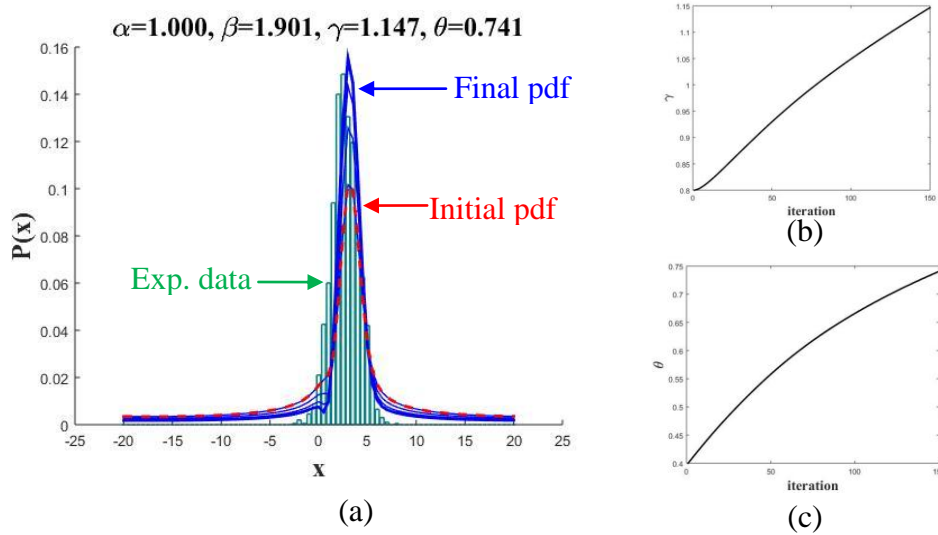 α=1.000, β=1.901, γ=1.147, θ=0.741
0.16
0.14
0.12
0.1
0.08
0.06
0.04
0.02
0
P(x)
Final pdf
Initial pdf
Exp. data
-25 -20 -15 -10 -5 0 5 10 15 20 25
x
(a)
1.15
1.1
1.05
1
0.95
0.9
0.85
0.8
γ
0 50 100 150
iteration
(b)
0.75
0.7
0.65
0.6
0.55
0.5
0.45
0.4
θ
0 50 100 150
iteration
(c)